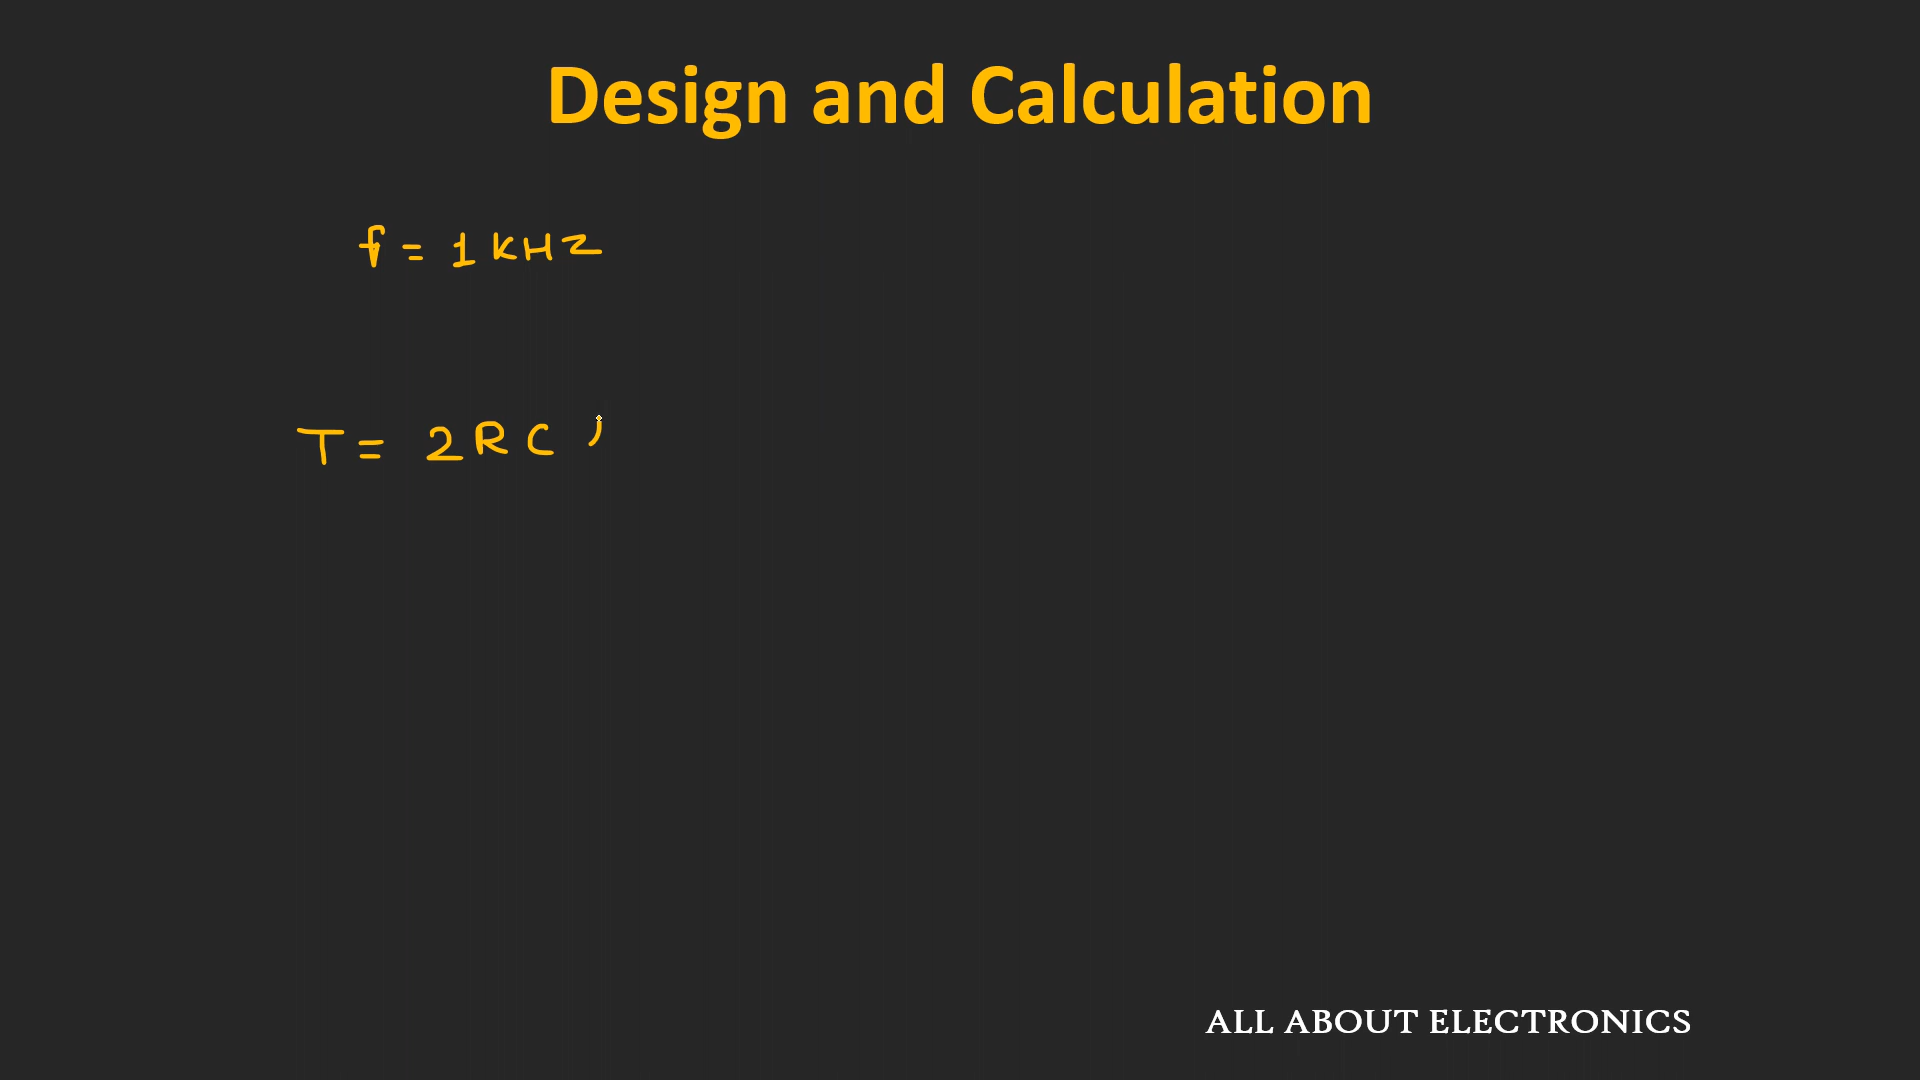 Design and Calculation
f = 1 KHZ
T = 2RC
ALL ABOUT ELECTRONICS